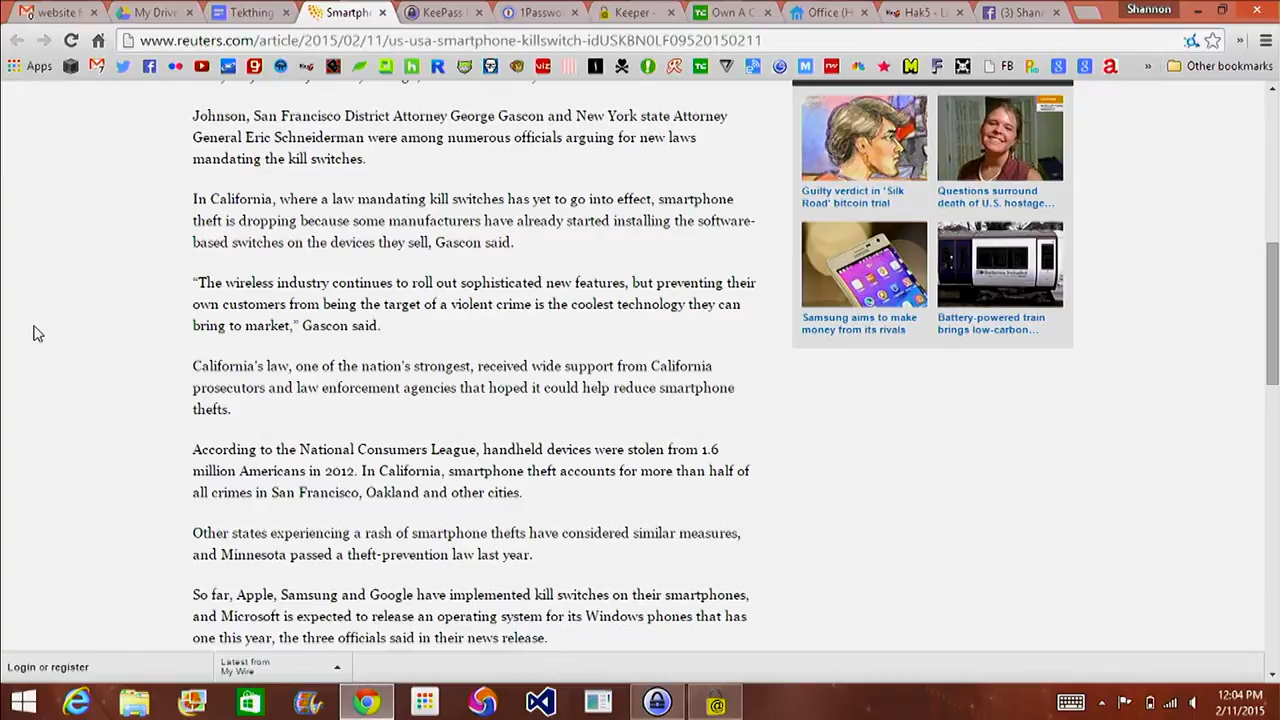 website f
My Drive
Tekthing
Smartph
KeePass
1Passwo
Keeper -
Own A C
Office (H
Hak5 - Li
(3) Shann
Shannon
www.reuters.com/article/2015/02/11/us-usa-smartphone-killswitch-idUSKBN0LF09520150211
Apps
FB
Other bookmarks
Johnson, San Francisco District Attorney George Gascon and New York state Attorney
General Eric Schneiderman were among numerous officials arguing for new laws
mandating the kill switches.
In California, where a law mandating kill switches has yet to go into effect, smartphone
theft is dropping because some manufacturers have already started installing the software-
based switches on the devices they sell, Gascon said.
“The wireless industry continues to roll out sophisticated new features, but preventing their
own customers from being the target of a violent crime is the coolest technology they can
bring to market,” Gascon said.
California's law, one of the nation's strongest, received wide support from California
prosecutors and law enforcement agencies that hoped it could help reduce smartphone
thefts.
According to the National Consumers League, handheld devices were stolen from 1.6
million Americans in 2012. In California, smartphone theft accounts for more than half of
all crimes in San Francisco, Oakland and other cities.
Other states experiencing a rash of smartphone thefts have considered similar measures,
and Minnesota passed a theft-prevention law last year.
So far, Apple, Samsung and Google have implemented kill switches on their smartphones,
and Microsoft is expected to release an operating system for its Windows phones that has
one this year, the three officials said in their news release.
Guilty verdict in 'Silk
Road' bitcoin trial
Questions surround
death of U.S. hostage...
Samsung aims to make
money from its rivals
Battery-powered train
brings low-carbon...
Login or register
Latest from
My Wire
12:04 PM
2/11/2015